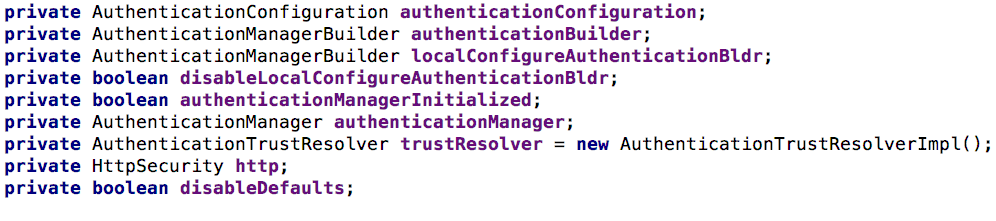 private AuthenticationConfiguration authenticationConfiguration;
private AuthenticationManagerBuilder authenticationBuilder;
private AuthenticationManagerBuilder localConfigureAuthenticationBldr;
private boolean disableLocalConfigureAuthenticationBldr;
private boolean authenticationManagerInitialized;
private AuthenticationManager authenticationManager;
private AuthenticationTrustResolver trustResolver = new AuthenticationTrustResolverImpl();
private HttpSecurity http;
private boolean disableDefaults;